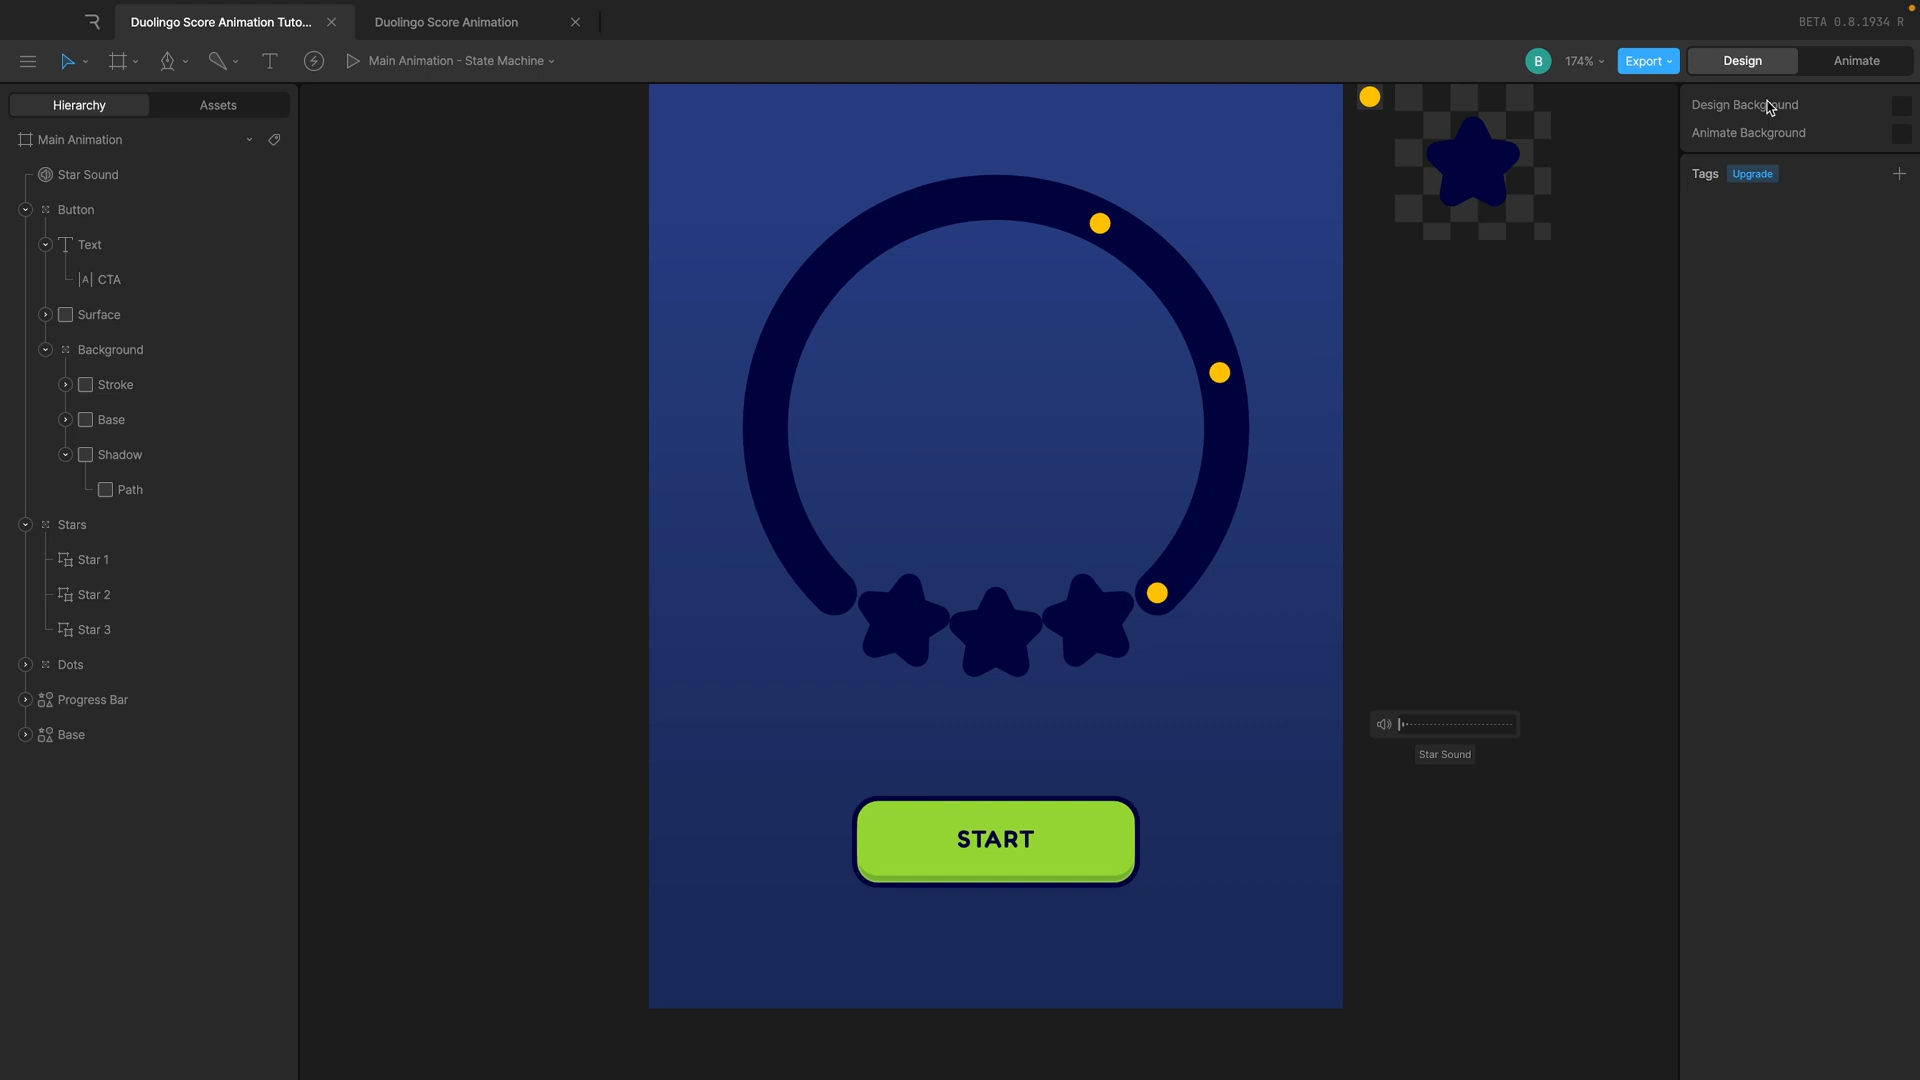 Duolingo Score Animation Tuto...
Duolingo Score Animation
BETA 0.8.1934 R
Main Animation - State Machine
B
174%
Export
Design
Animate
Hierarchy
Assets
Design Background
Animate Background
Main Animation
Tags
Upgrade
Star Sound
Button
Text
CTA
Surface
Background
Stroke
Base
Shadow
Path
Stars
Star 1
Star 2
Star 3
Dots
Progress Bar
Base
Star Sound
START